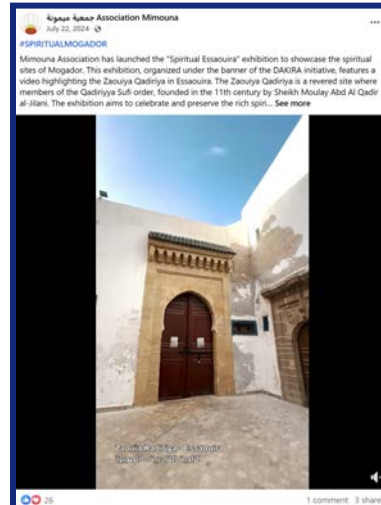 جمعية ميمونة Association Mimouna
July 22, 2024
#SPIRITUALMOGADOR
Mimouna Association has launched the "Spiritual Essaouira" exhibition to showcase the spiritual
sites of Mogador. This exhibition, organized under the banner of the DAKIRA initiative, features a
video highlighting the Zaouiya Qadiriya in Essaouira. The Zaouiya Qadiriya is a revered site where
members of the Qadiriyya Sufi order, founded in the 11th century by Sheikh Moulay Abd Al Qadir
al-Jilani. The exhibition aims to celebrate and preserve the rich spiri... See more
Essaouira
26
1 comment 3 share